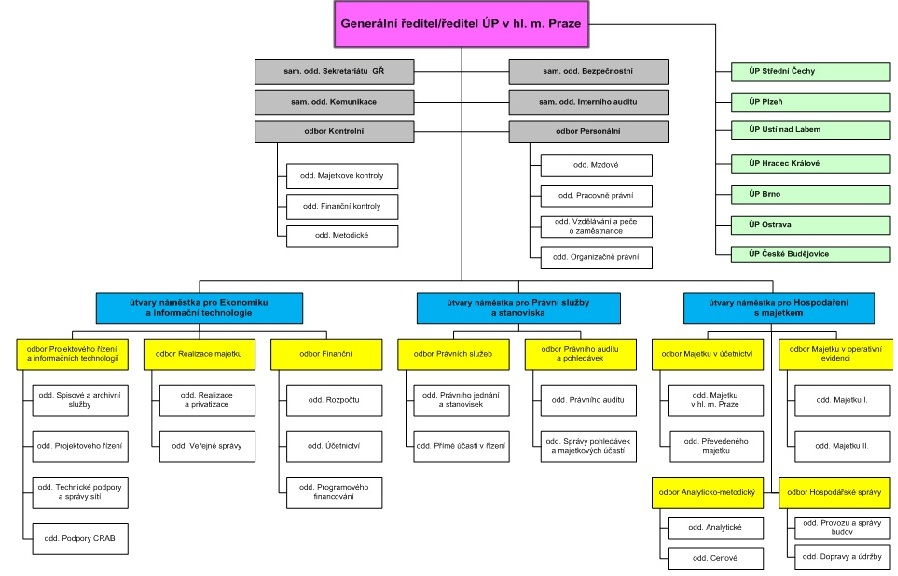 Generální ředitel/ředitel ÚP v hl. m. Praze
sam. odd. Sekretariátu GŘ
sam. odd. Bezpečnostní
sam. odd. Komunikace
sam. odd. Interního auditu
odbor Kontrolní
odbor Personální
odd. Majetkové kontroly
odd. Finanční kontroly
odd. Metodické
odd. Mzdové
odd. Pracovně právní
odd. Vzdělávání a péče
o zaměstnance
odd. Organizačně právní
ÚP Střední Čechy
ÚP Plzeň
ÚP Ústí nad Labem
ÚP Hradec Králové
ÚP Brno
ÚP Ostrava
ÚP České Budějovice
útvary náměstka pro Ekonomiku
a informační technologie
útvary náměstka pro Právní služby
a stanoviska
útvary náměstka pro Hospodaření
s majetkem
odbor Projektového řízení
a informačních technologií
odd. Spisové a archivní
služby
odd. Projektového řízení
odd. Technické podpory
a správy sítí
odd. Podpory CRAB
odbor Realizace majetku
odd. Realizace
a privatizace
odd. Veřejné správy
odbor Finanční
odd. Rozpočtu
odd. Účetnictví
odd. Programového
financování
odbor Právních služeb
odd. Právního jednání
a stanovisek
odd. Přímé účasti v řízení
odbor Právního auditu
a pohledávek
odd. Právního auditu
odd. Správy pohledávek
a majetkových účastí
odbor Majetku v účetnictví
odd. Majetku
v hl. m. Praze
odd. Převedeného
majetku
odbor Majetku v operativní
evidenci
odd. Majetku I.
odd. Majetku II.
odbor Analyticko-metodický
odd. Analytické
odd. Cenové
odbor Hospodářské správy
odd. Provozu a správy
budov
odd. Dopravy a údržby